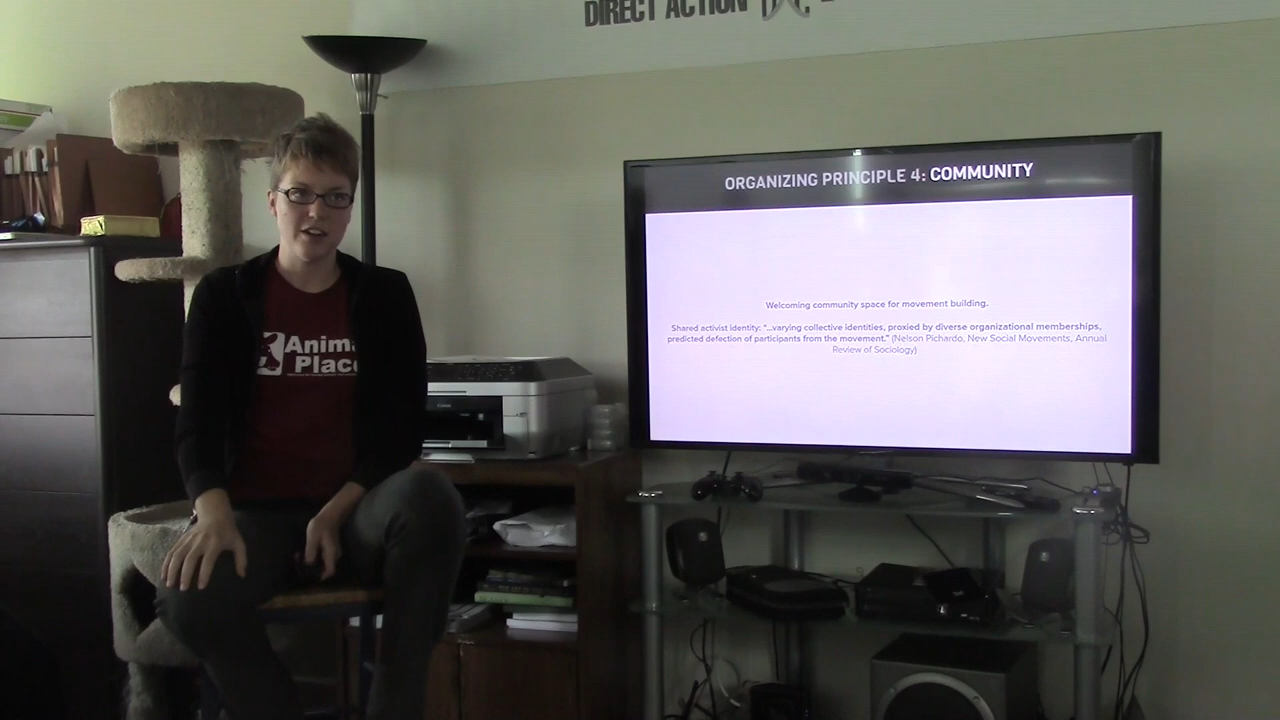 DIRECT ACTION
ORGANIZING PRINCIPLE 4: COMMUNITY
Welcoming community space for movement building.
Shared activist identity: "...varying collective identities, proxied by diverse organizational memberships,
predicted defection of participants from the movement." (Nelson Pichardo, New Social Movements, Annual
Review of Sociology)
Anima
Place
Canon